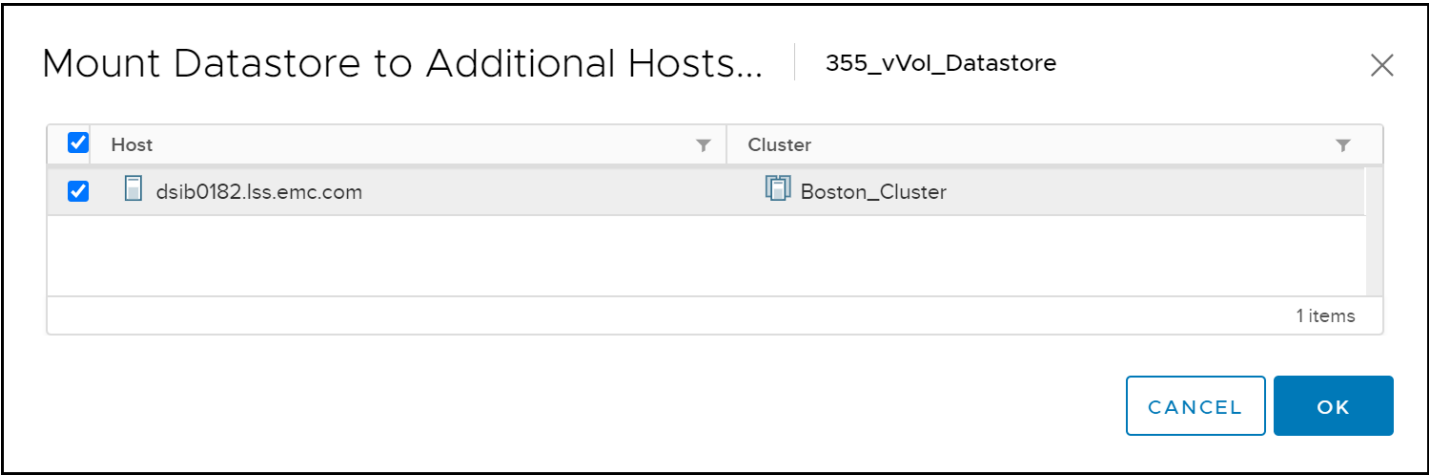 Mount Datastore to Additional Hosts... 355_vVol_Datastore
Host Cluster
dsib0182.lss.emc.com Boston_Cluster
1 items
CANCEL OK